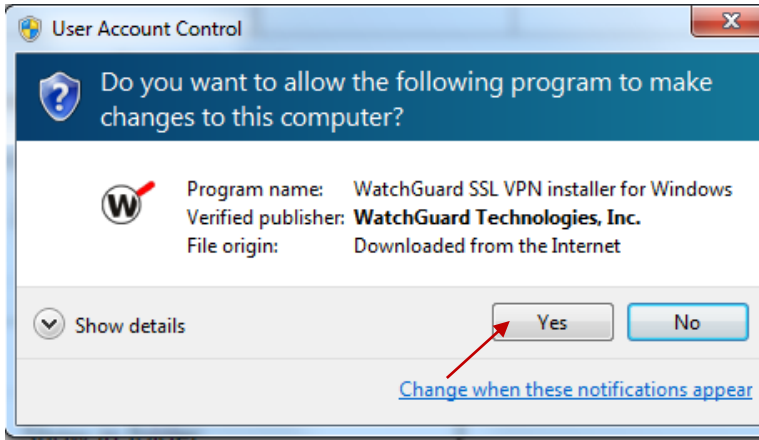 User Account Control
Do you want to allow the following program to make
changes to this computer?
W
Program name: WatchGuard SSL VPN installer for Windows
Verified publisher: WatchGuard Technologies, Inc.
File origin: Downloaded from the Internet
Show details
Yes
No
Change when these notifications appear